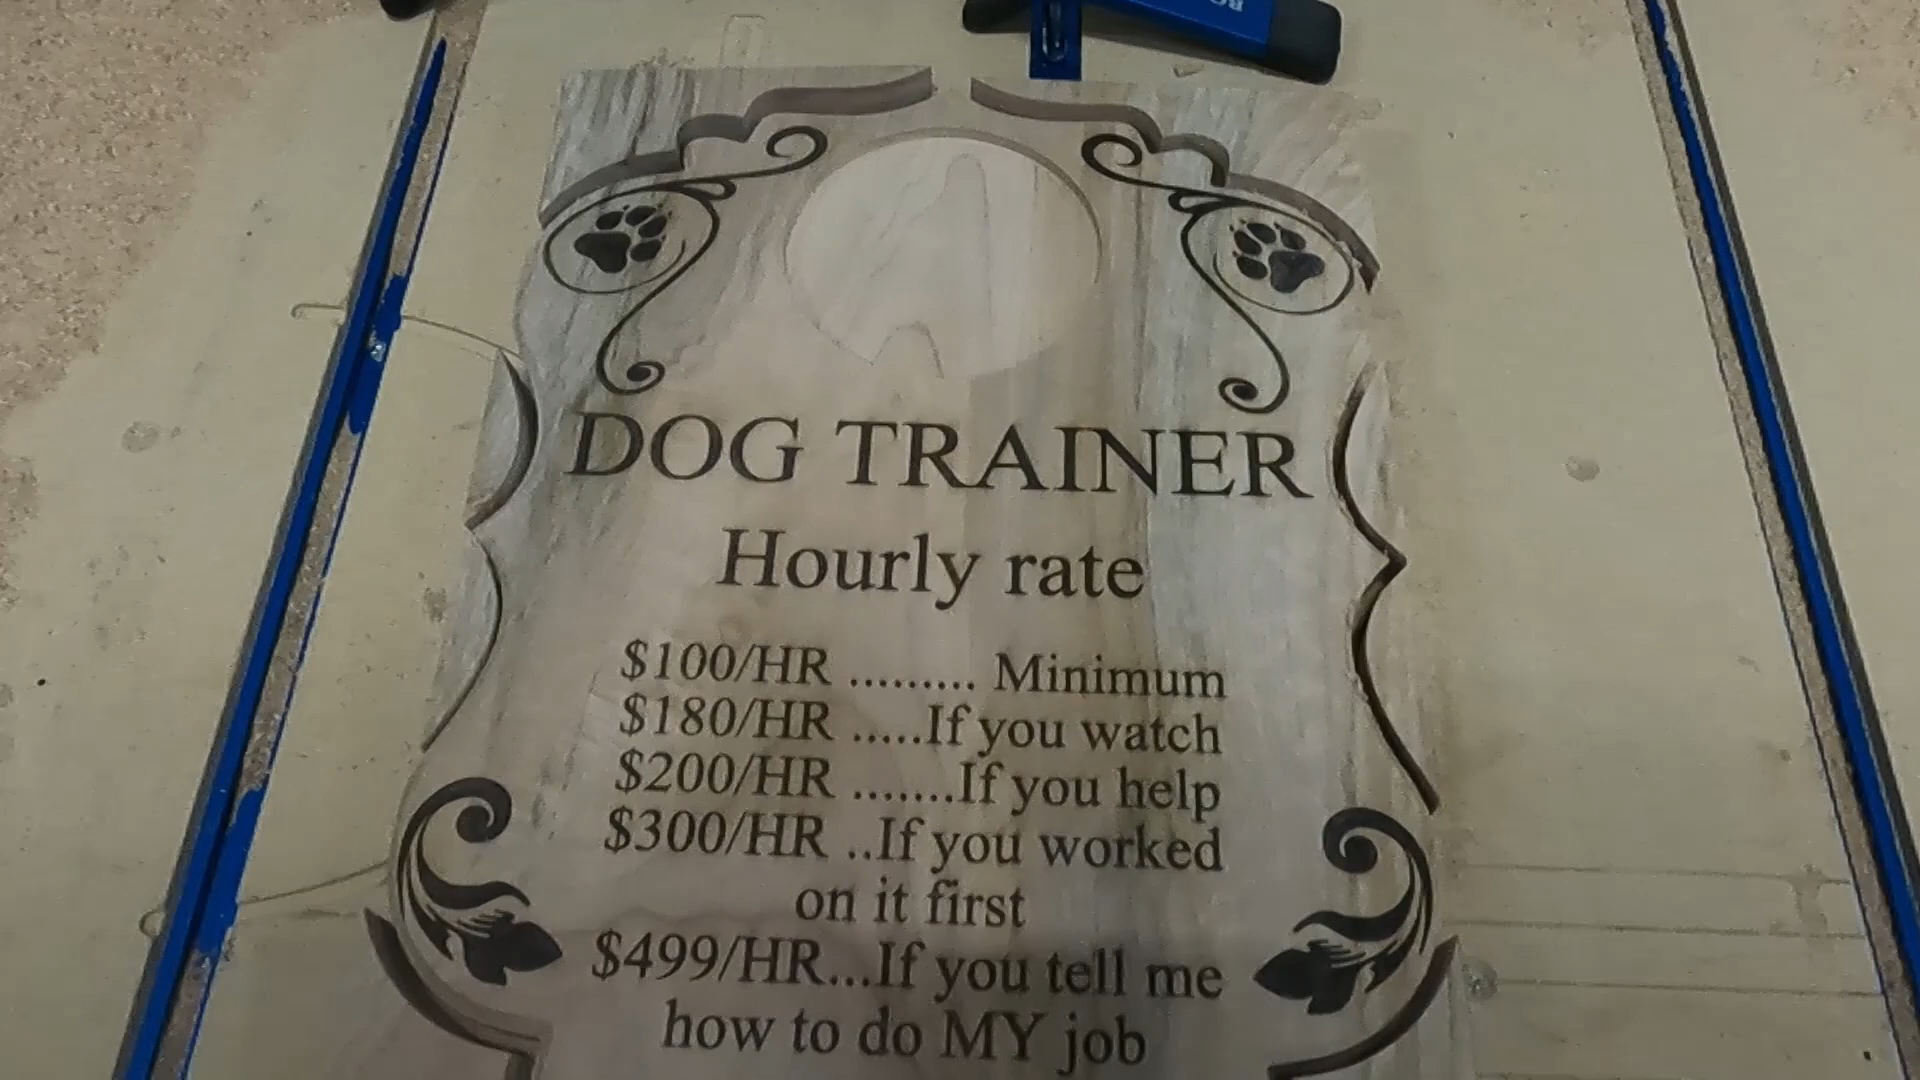 DOG TRAINER
Hourly rate
$100/HR ......... Minimum
$180/HR .....If you watch
$200/HR .......If you help
$300/HR ..If you worked
on it first
$499/HR...If you tell me
how to do MY job